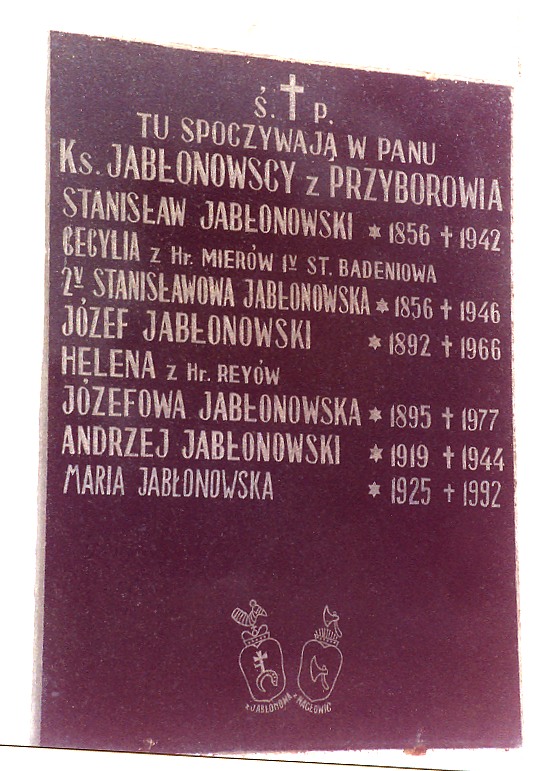 Ś. † P.
TU SPOCZYWAJĄ W PANU
Ks. JABŁONOWSCY z PRZYBOROWIA
STANISŁAW JABŁONOWSKI * 1856 † 1942
CECYLIA z Hr. MIERÓW 1V ST. BADENIOWA
2V STANISŁAWOWA JABŁONOWSKA * 1856 † 1946
JÓZEF JABŁONOWSKI * 1892 † 1966
HELENA z Hr. REYÓW
JÓZEFOWA JABŁONOWSKA * 1895 † 1977
ANDRZEJ JABŁONOWSKI * 1919 † 1944
MARIA JABŁONOWSKA * 1925 † 1992
z JABŁONOWA z NAGŁOWIC